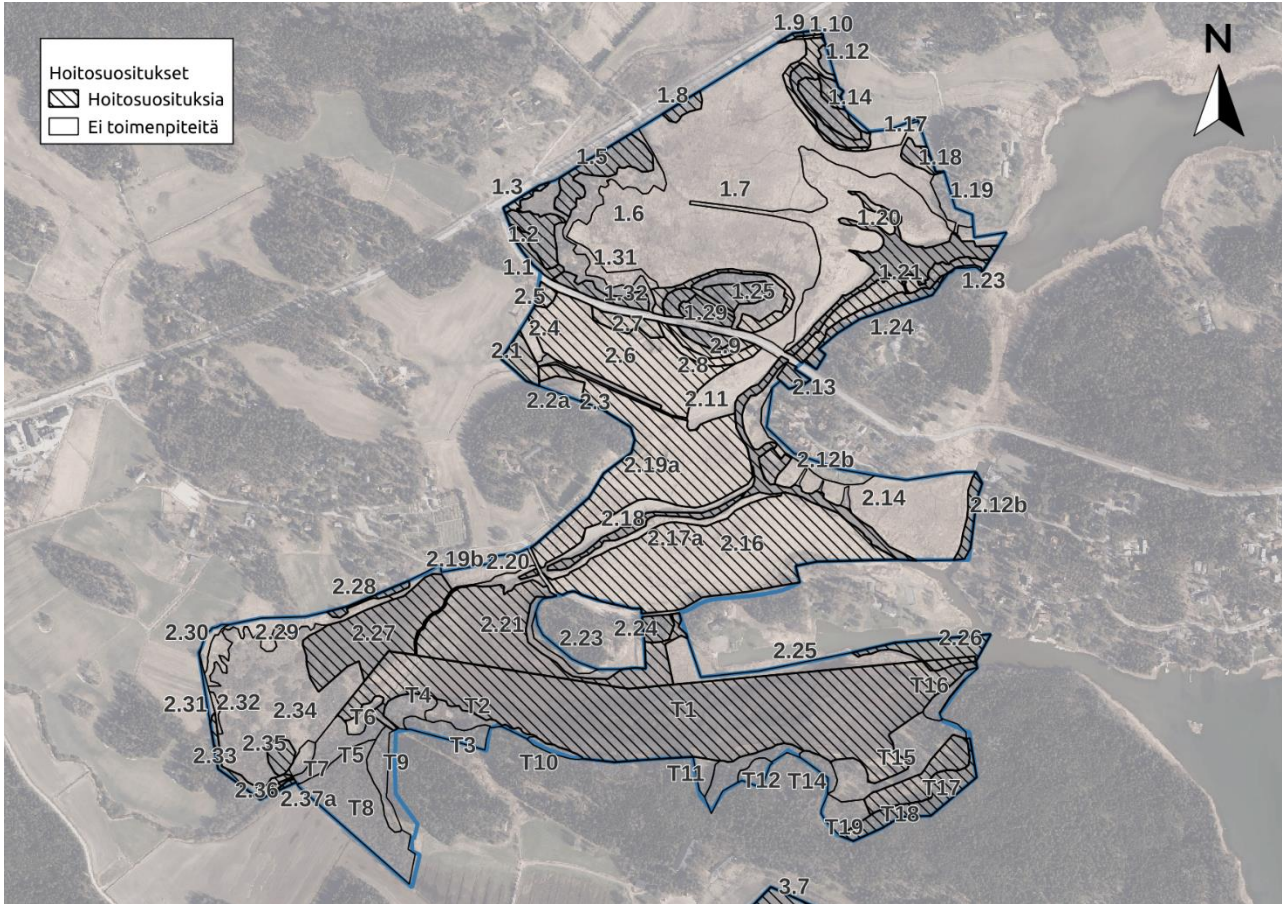 Hoitosuositukset
Hoitosuosituksia
Ei toimenpiteitä
N
1.9 1.10
1.12
1.8
1.14
1.17
1.5
1.18
1.3
1.7
1.19
1.6
1.20
1.2
1.31
1.1
1.21
1.23
1.32
1.25
2.5
1.29
2.7
1.24
2.4
2.9
2.1
2.6
2.8
2.13
2.2a 2.3
2.11
2.19a
2.12b
2.14
2.12b
2.18
2.17a 2.16
2.19b 2.20
2.28
2.21
2.24
2.30 2.29
2.27
2.23
2.26
2.25
2.31 2.32
2.34
T4 T2
T1
T16
T6
2.33 2.35
T5
T3
T10
T15
T7
T9
T11
T12
T14
2.36
2.37a
T8
T17
T18
T19
3.7